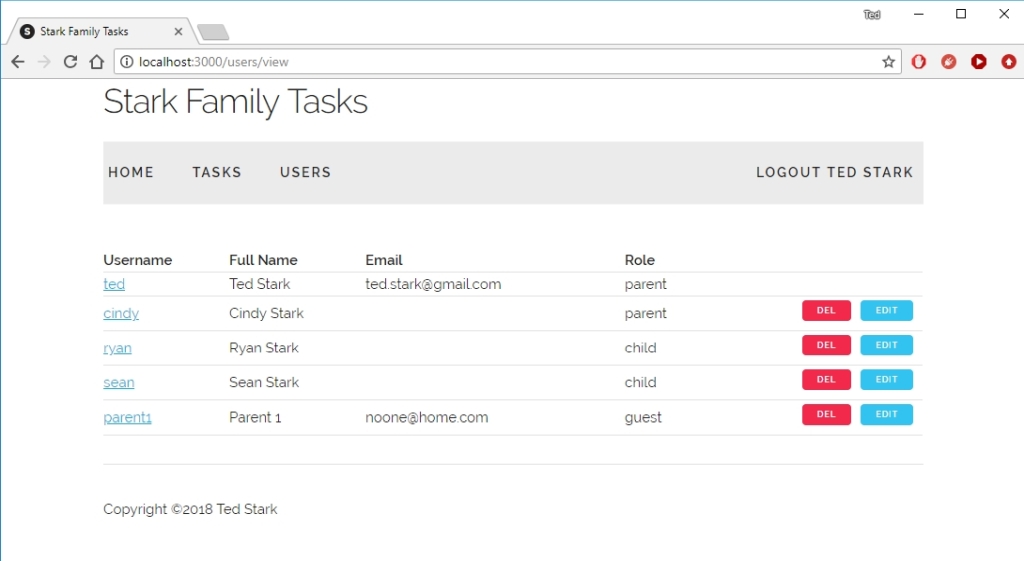 Ted
Stark Family Tasks
localhost:3000/users/view
Stark Family Tasks
HOME TASKS USERS LOGOUT TED STARK
Username Full Name Email Role
ted Ted Stark ted.stark@gmail.com parent
cindy Cindy Stark parent DEL EDIT
ryan Ryan Stark child DEL EDIT
sean Sean Stark child DEL EDIT
parent1 Parent 1 noone@home.com guest DEL EDIT
Copyright ©2018 Ted Stark